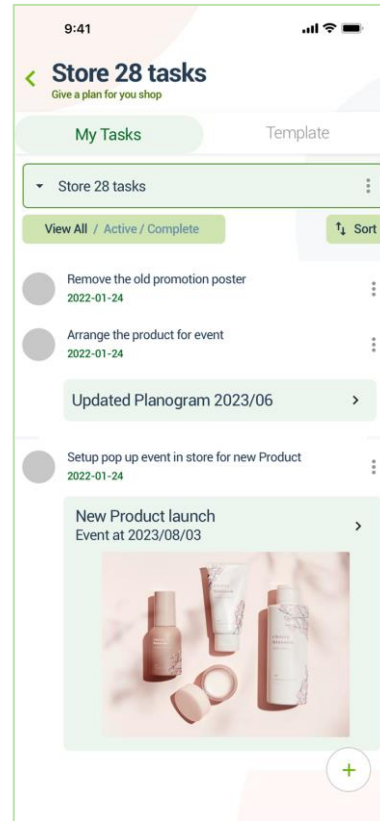 9:41
Store 28 tasks
Give a plan for you shop
My Tasks
Template
Store 28 tasks
View All / Active / Complete
Sort
Remove the old promotion poster
2022-01-24
Arrange the product for event
2022-01-24
Updated Planogram 2023/06
Setup pop up event in store for new Product
2022-01-24
New Product launch
Event at 2023/08/03